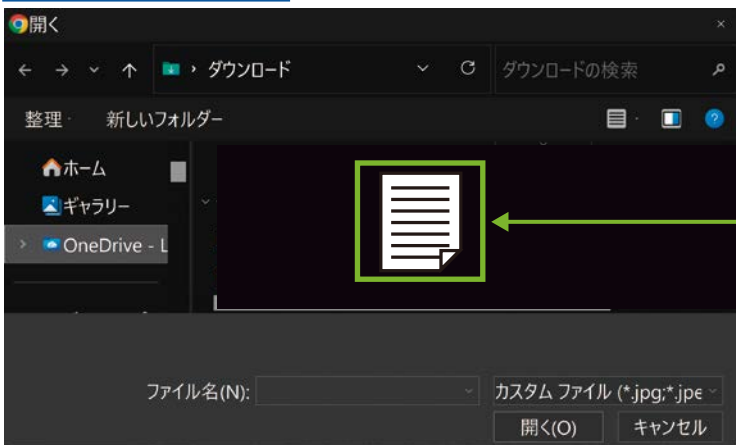 開く
ダウンロード
ダウンロードの検索
整理
新しいフォルダー
ホーム
ギャラリー
OneDrive - L
ファイル名(N):
カスタム ファイル (*.jpg;*.jpe
開く(O)
キャンセル